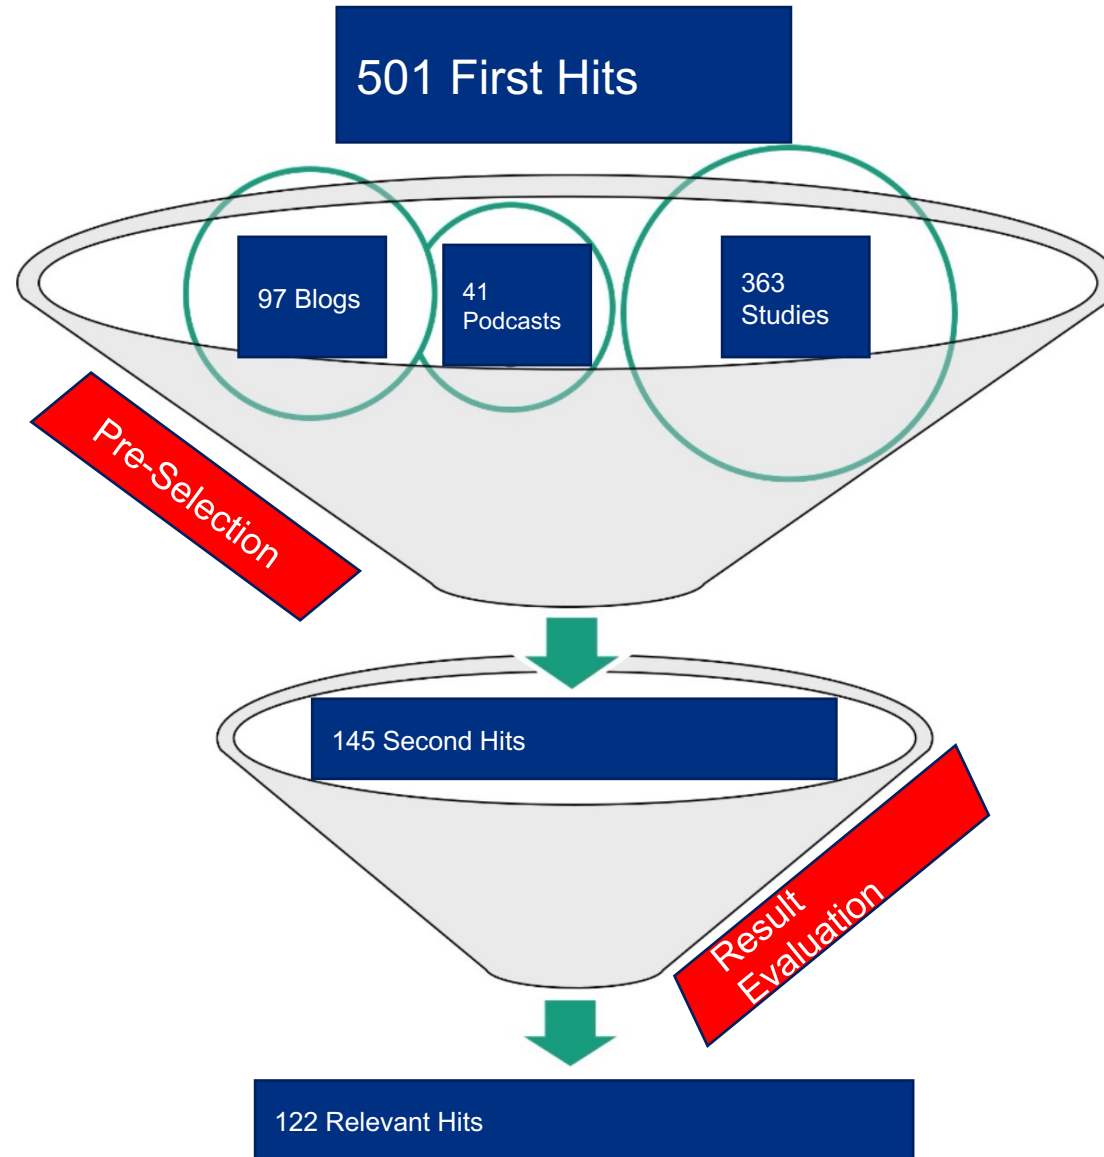 501 First Hits
97 Blogs
41
Podcasts
363
Studies
Pre-Selection
145 Second Hits
Result
Evaluation
122 Relevant Hits